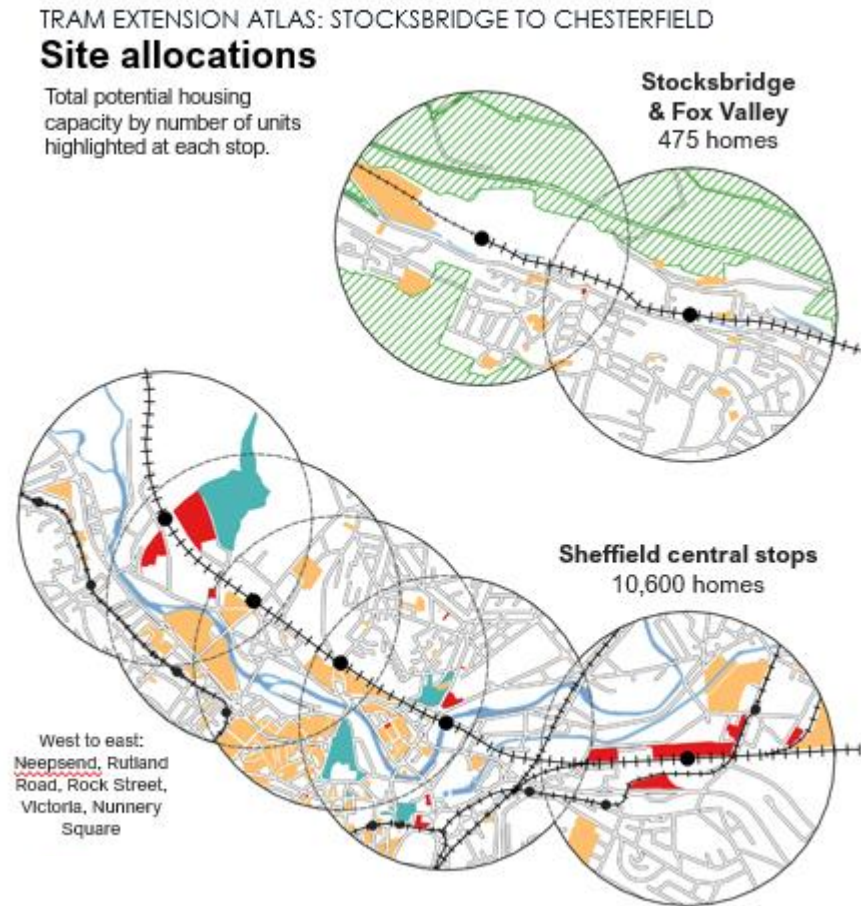 TRAM EXTENSION ATLAS: STOCKSBRIDGE TO CHESTERFIELD
Site allocations
Total potential housing
capacity by number of units
highlighted at each stop.
Stocksbridge
& Fox Valley
475 homes
Sheffield central stops
10,600 homes
West to east:
Neepsend, Rutland
Road, Rock Street,
Victoria, Nunnery
Square